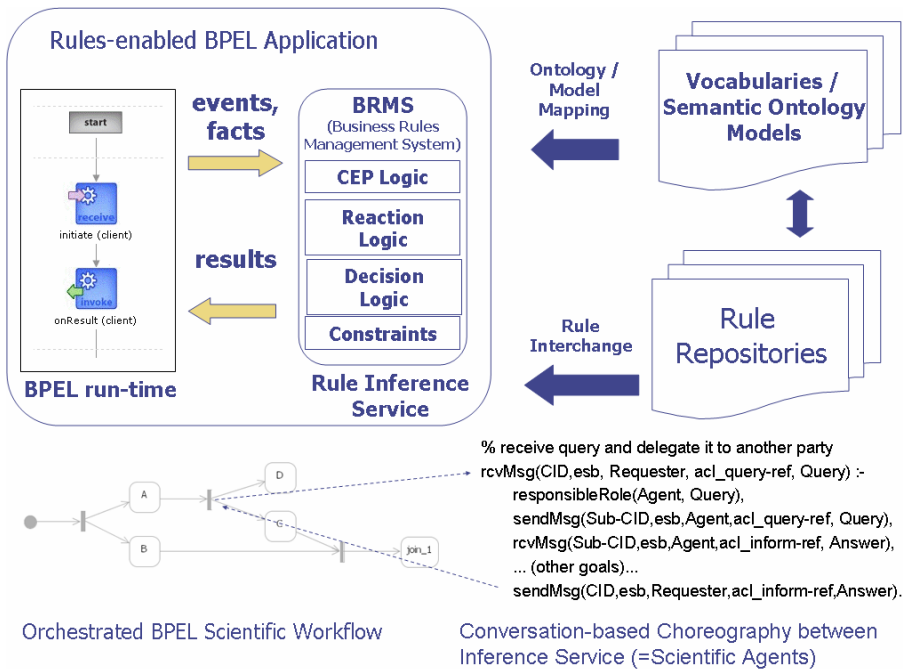 Rules-enabled BPEL Application
start
receive
initiate (client)
invoke
onResult (client)
BPEL run-time
events,
facts
results
BRMS
(Business Rules
Management System)
CEP Logic
Reaction
Logic
Decision
Logic
Constraints
Rule Inference
Service
Ontology /
Model
Mapping
Vocabularies /
Semantic Ontology
Models
Rule
Interchange
Rule
Repositories
A
B
D
C
join_1
Orchestrated BPEL Scientific Workflow
% receive query and delegate it to another party
rcvMsg(CID,esb, Requester, acl_query-ref, Query) :-
responsibleRole(Agent, Query),
sendMsg(Sub-CID,esb,Agent,acl_query-ref, Query),
rcvMsg(Sub-CID,esb,Agent,acl_inform-ref, Answer),
... (other goals)...
sendMsg(CID,esb,Requester,acl_inform-ref,Answer).
Conversation-based Choreography between
Inference Service (=Scientific Agents)